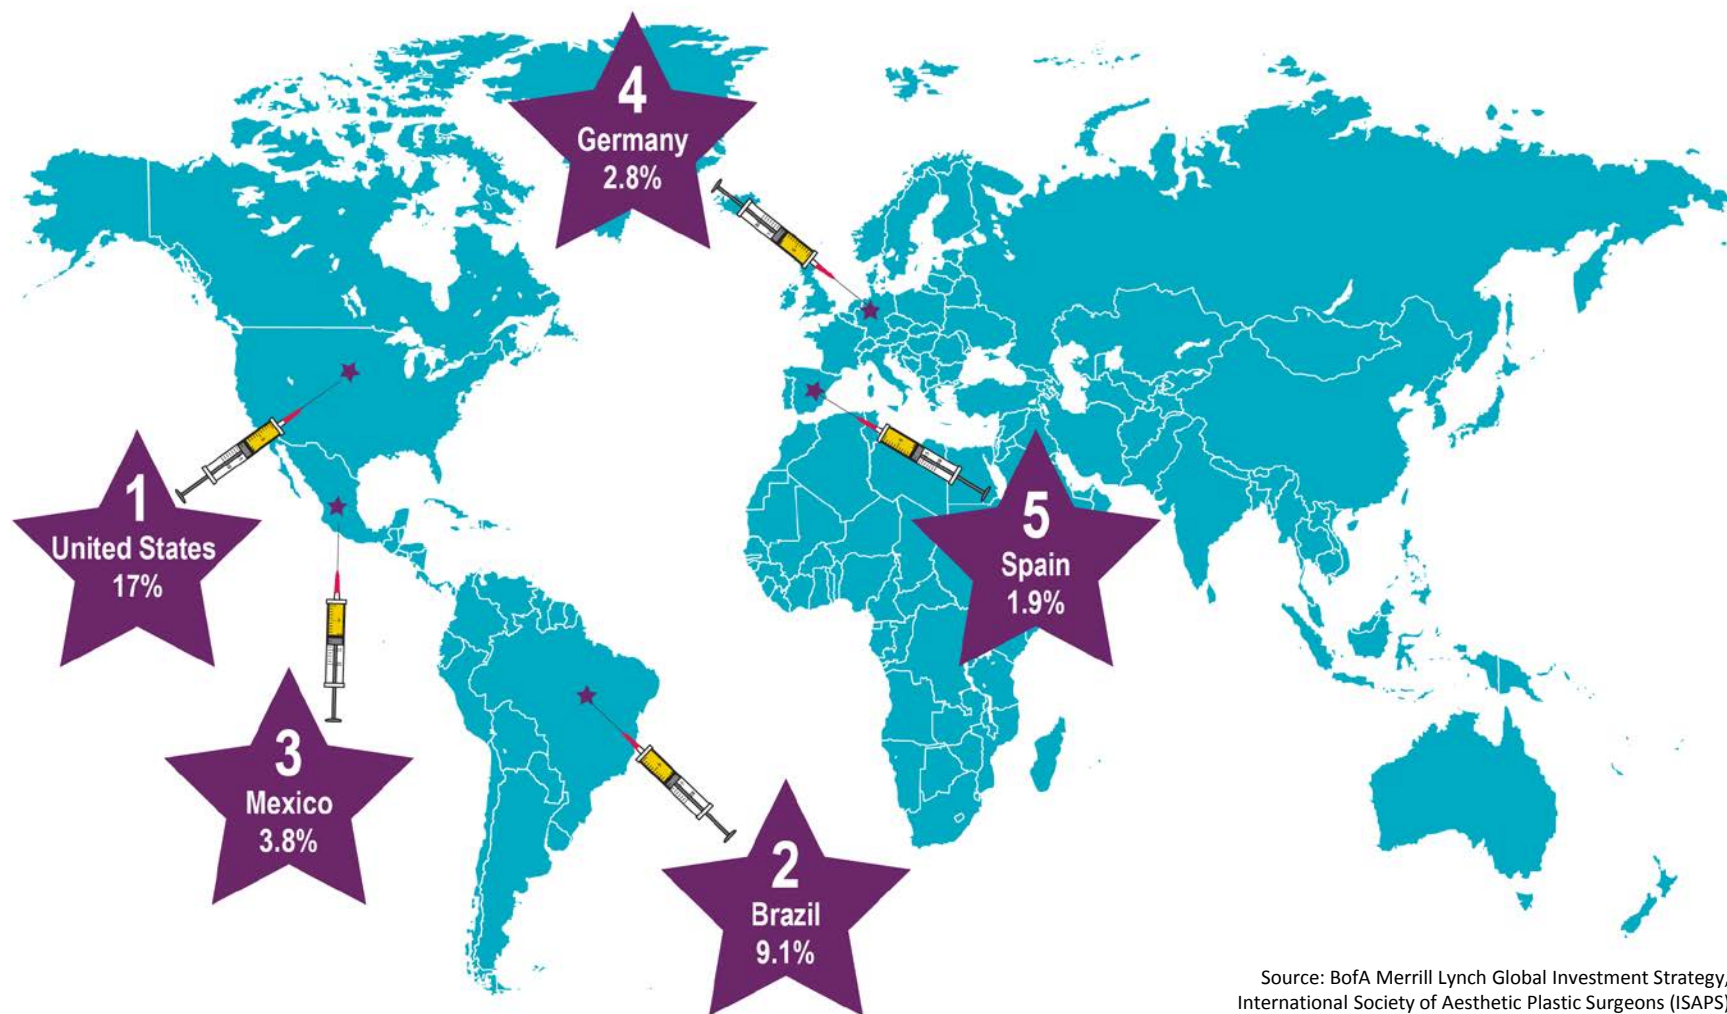 4
Germany
2.8%
1
United States
17%
5
Spain
1.9%
3
Mexico
3.8%
2
Brazil
9.1%
Source: BofA Merrill Lynch Global Investment Strategy,
International Society of Aesthetic Plastic Surgeons (ISAPS)